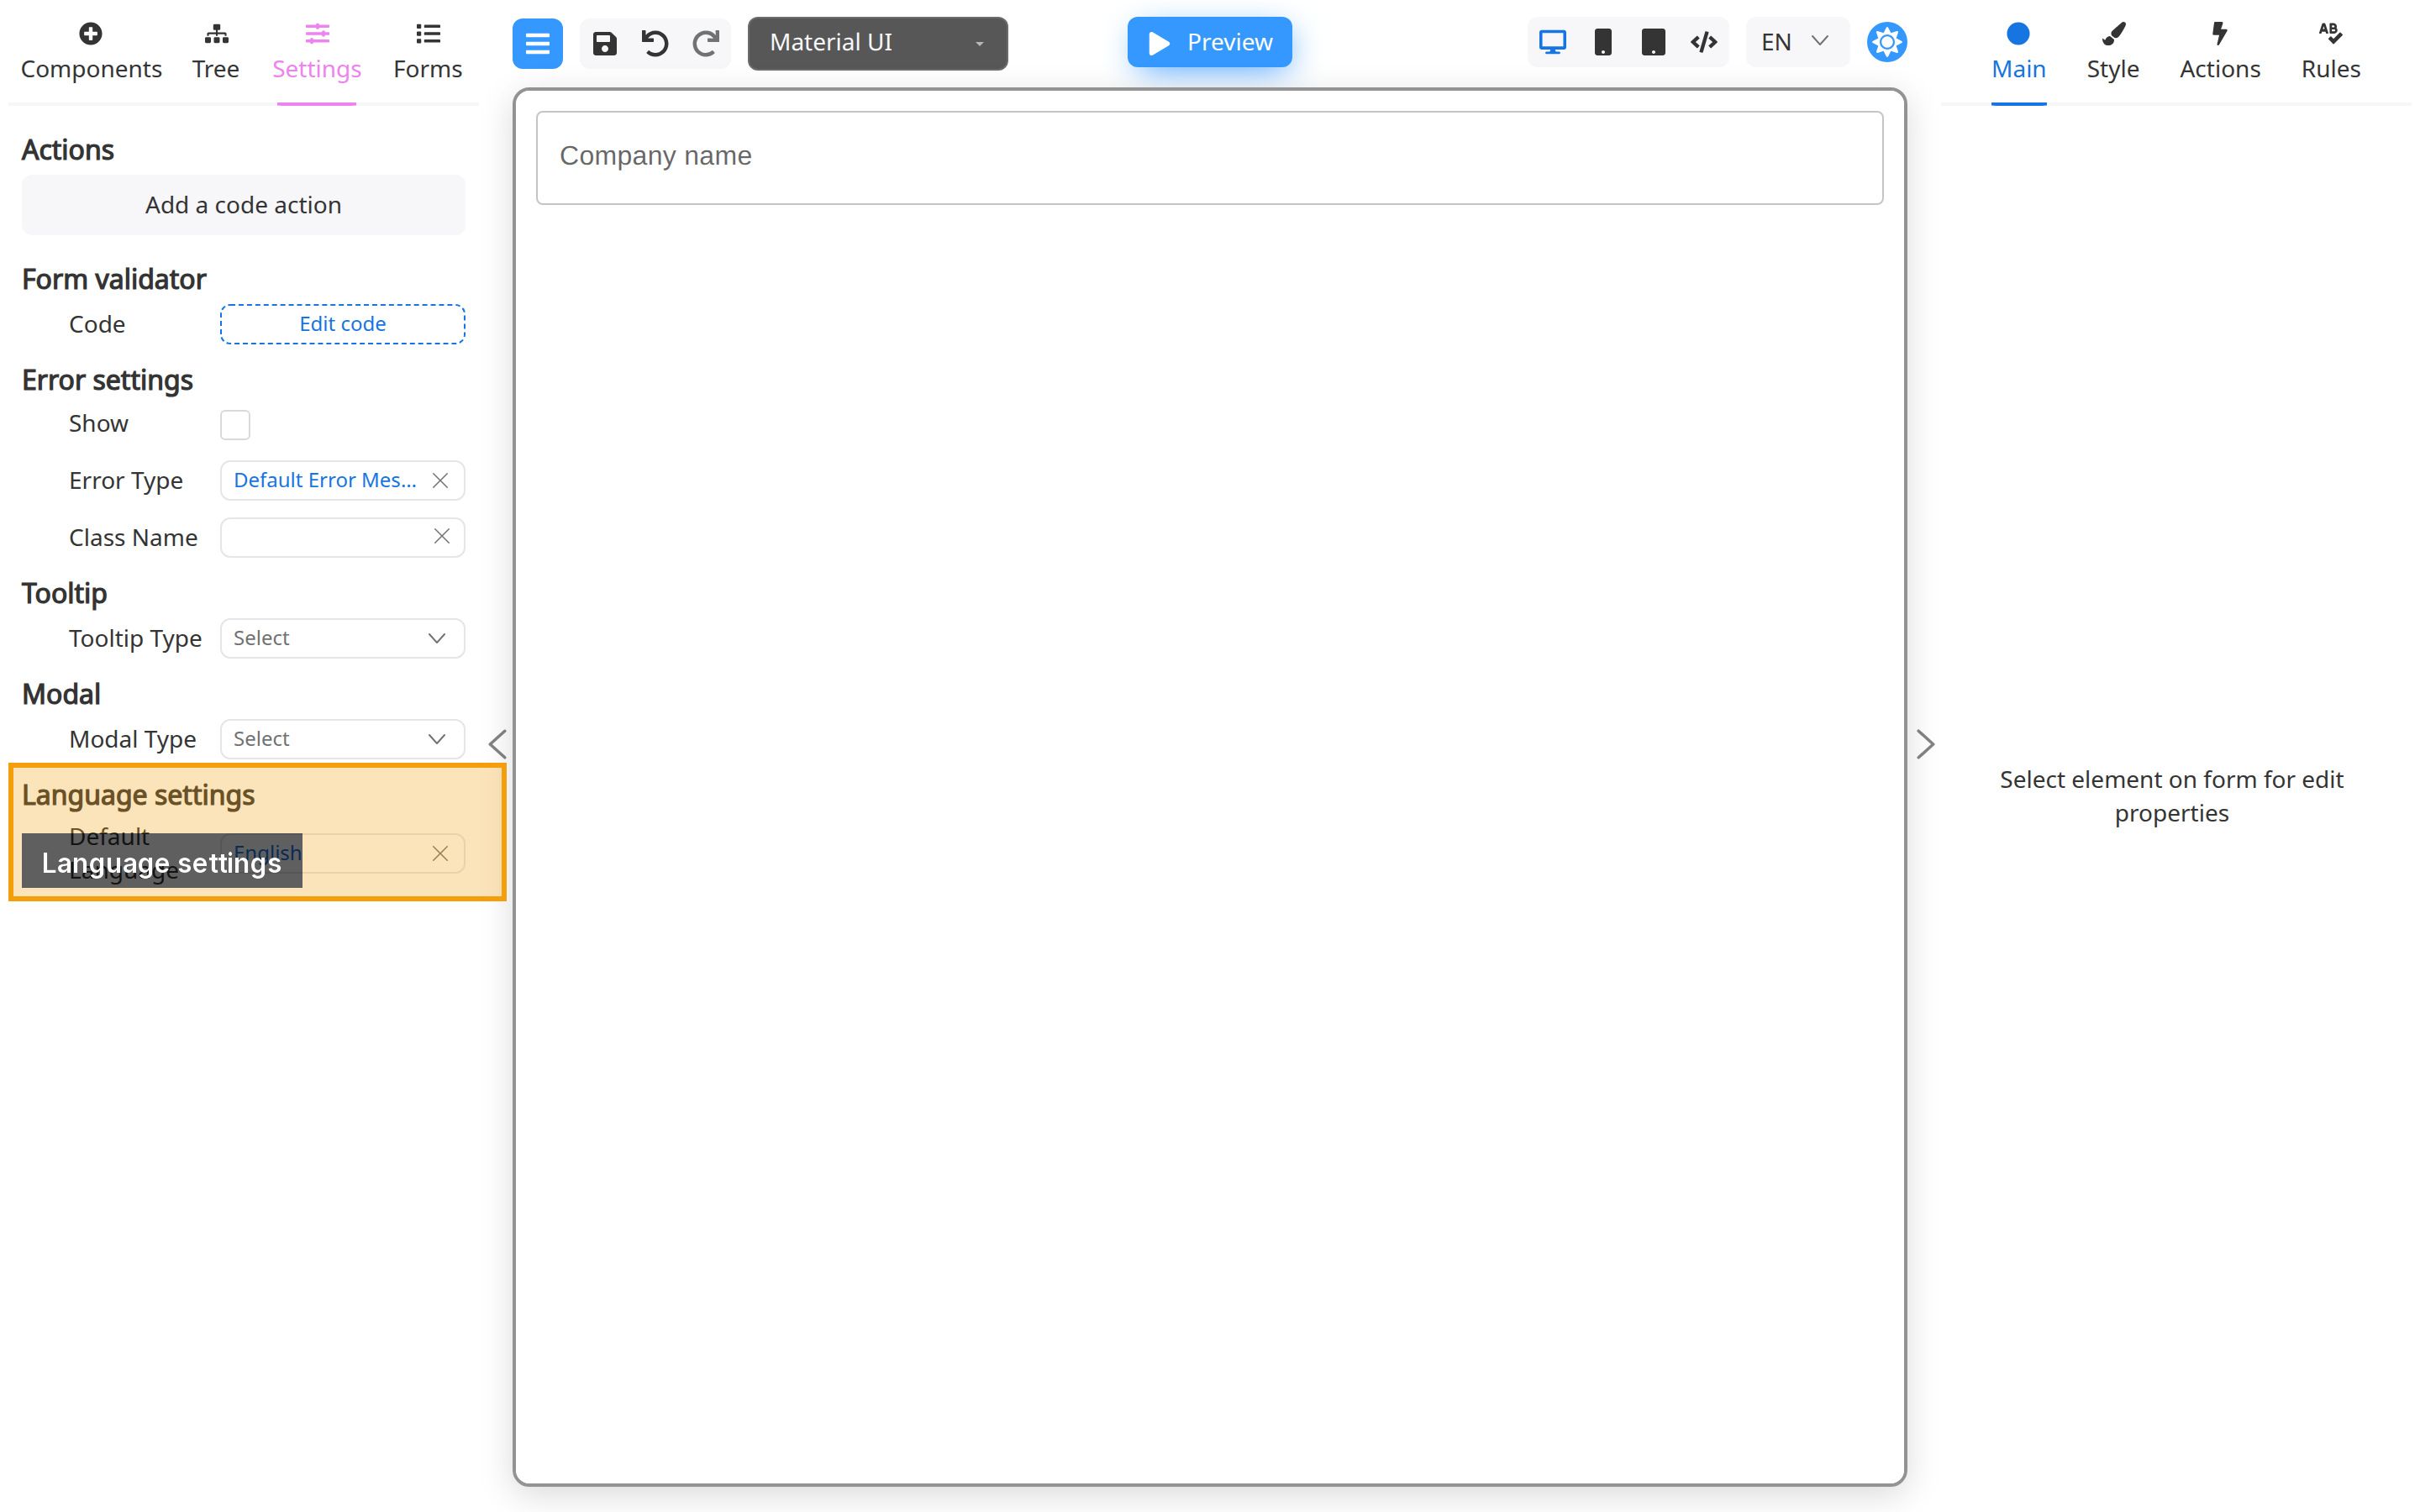 Components Tree Settings Forms
Material UI
Preview
EN
Main Style Actions Rules
Actions
Add a code action
Form validator
Code Edit code
Error settings
Show
Error Type Default Error Mes...
Class Name
Tooltip
Tooltip Type Select
Modal
Modal Type Select
Language settings
Default
Language
English
Language settings
Company name
Select element on form for edit
properties